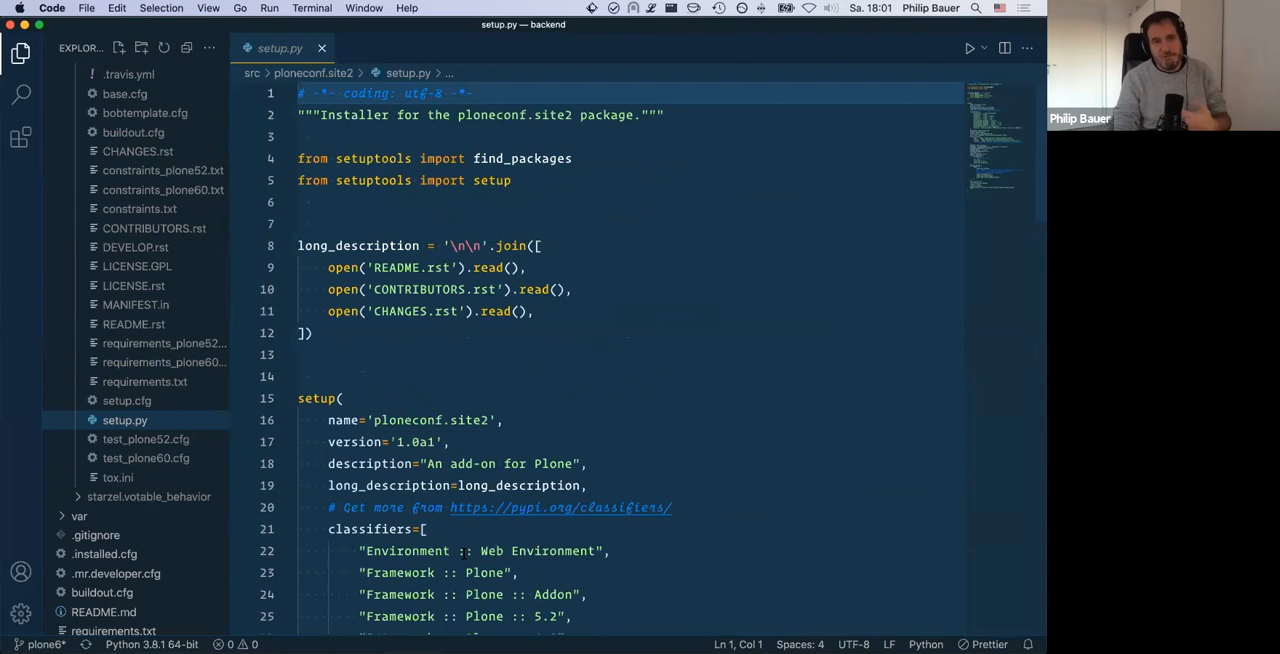 Code File Edit Selection View Go Run Terminal Window Help Sa. 18:01 Philip Bauer
setup.py — backend
EXPLOR...
setup.py
src > ploneconf.site2 > setup.py > ...
.travis.yml
base.cfg
bobtemplate.cfg
buildout.cfg
CHANGES.rst
constraints_plone52.txt
constraints_plone60.txt
constraints.txt
CONTRIBUTORS.rst
DEVELOP.rst
LICENSE.GPL
LICENSE.rst
MANIFEST.in
README.rst
requirements_plone52...
requirements_plone60...
requirements.txt
setup.cfg
setup.py
test_plone52.cfg
test_plone60.cfg
tox.ini
starzel.votable_behavior
var
.gitignore
.installed.cfg
.mr.developer.cfg
buildout.cfg
README.md
requirements.txt
1 # -*- coding: utf-8 -*-
2 """Installer for the ploneconf.site2 package."""
3
4 from setuptools import find_packages
5 from setuptools import setup
6
7
8 long_description = '\n\n'.join([
9 open('README.rst').read(),
10 open('CONTRIBUTORS.rst').read(),
11 open('CHANGES.rst').read(),
12 ])
13
14
15 setup(
16 name='ploneconf.site2',
17 version='1.0a1',
18 description="An add-on for Plone",
19 long_description=long_description,
20 # Get more from https://pypi.org/classifiers/
21 classifiers=[
22 "Environment :: Web Environment",
23 "Framework :: Plone",
24 "Framework :: Plone :: Addon",
25 "Framework :: Plone :: 5.2",
Philip Bauer
plone6* Python 3.8.1 64-bit 0 0 Ln 1, Col 1 Spaces: 4 UTF-8 LF Python Prettier